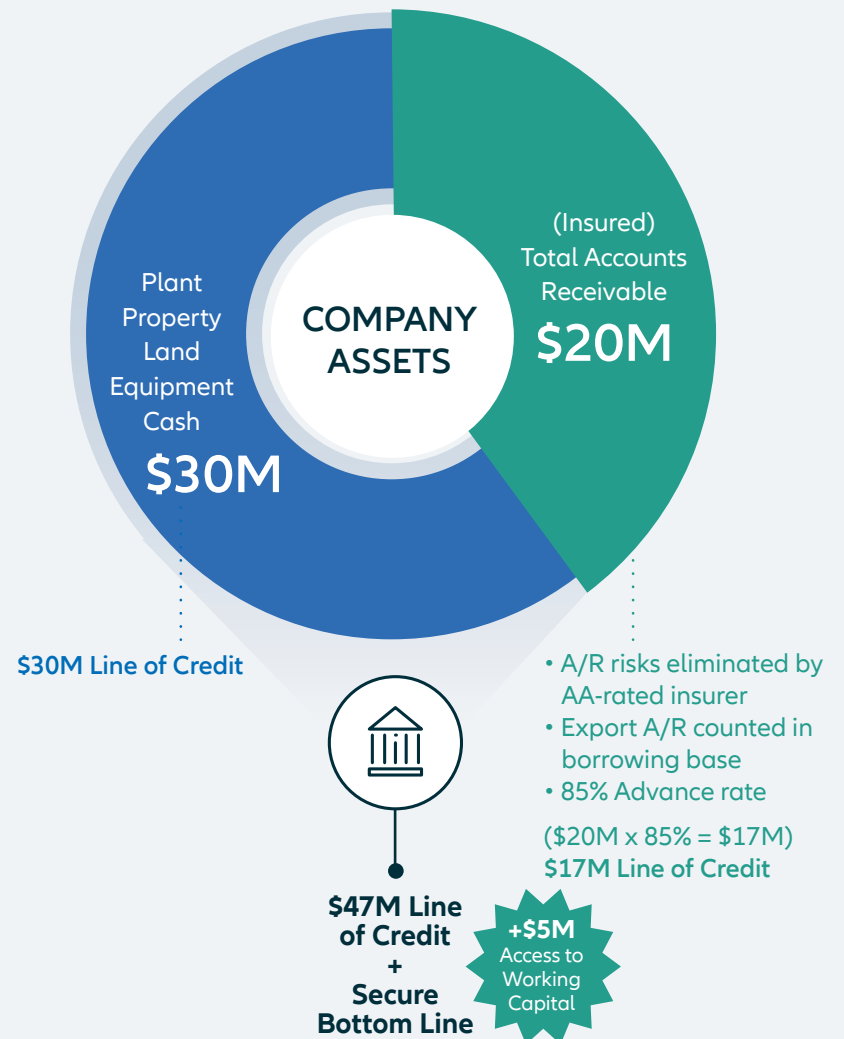 COMPANY
ASSETS
Plant
Property
Land
Equipment
Cash
$30M
(Insured)
Total Accounts
Receivable
$20M
$30M Line of Credit
• A/R risks eliminated by
AA-rated insurer
• Export A/R counted in
borrowing base
• 85% Advance rate
($20M x 85% = $17M)
$17M Line of Credit
$47M Line
of Credit
+
Secure
Bottom Line
+$5M
Access to
Working
Capital